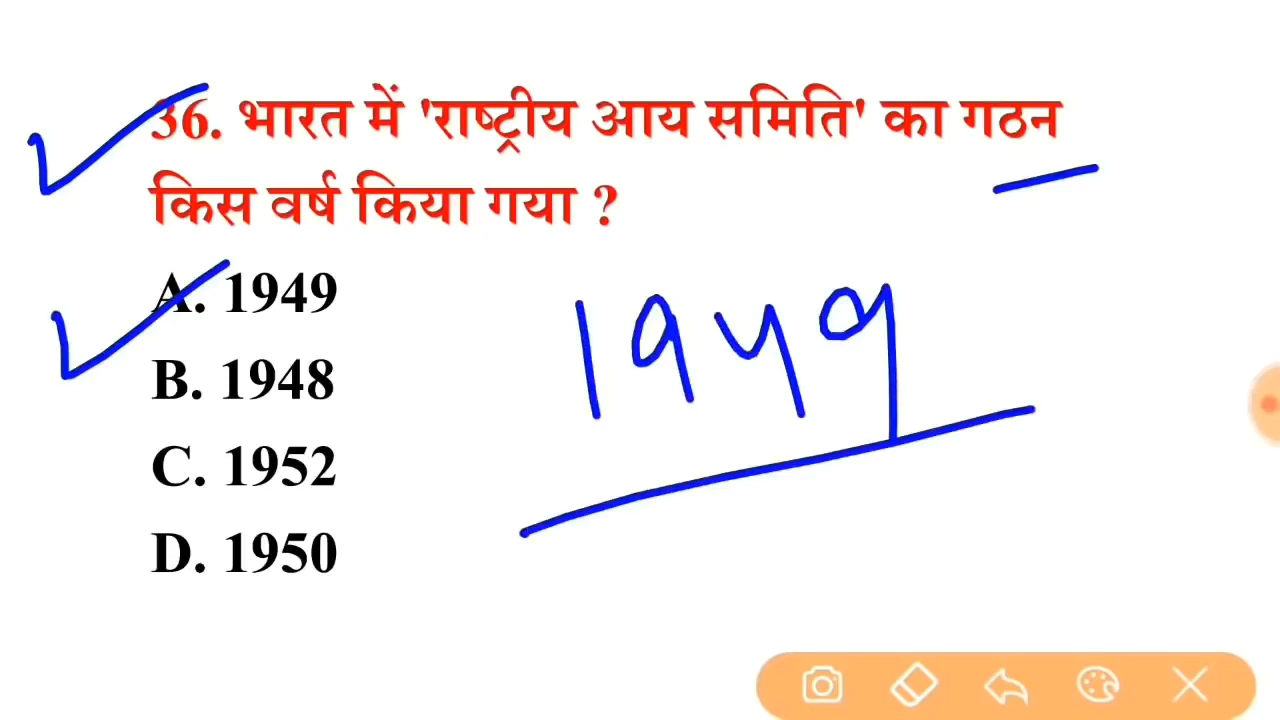 36. भारत में 'राष्ट्रीय आय समिति' का गठन
किस वर्ष किया गया ?
A. 1949
B. 1948
C. 1952
D. 1950
1949